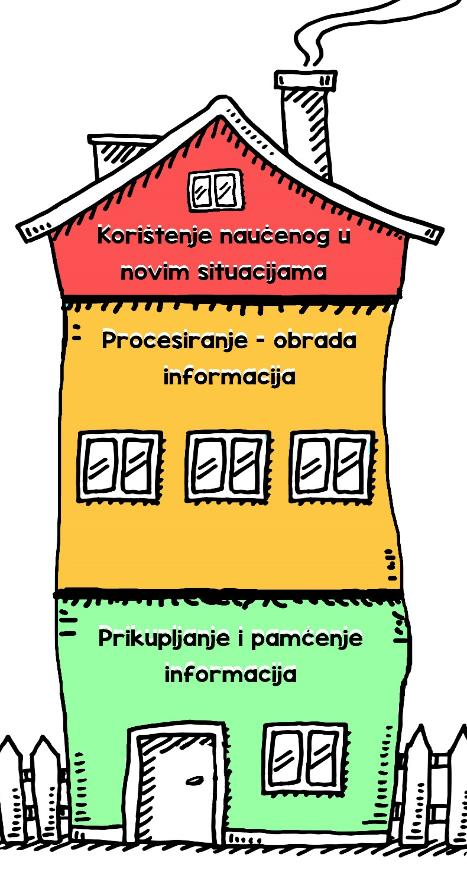 Korištenje naučenog u
novim situacijama
Procesiranje - obrada
informacija
Prikupljanje i pamćenje
informacija